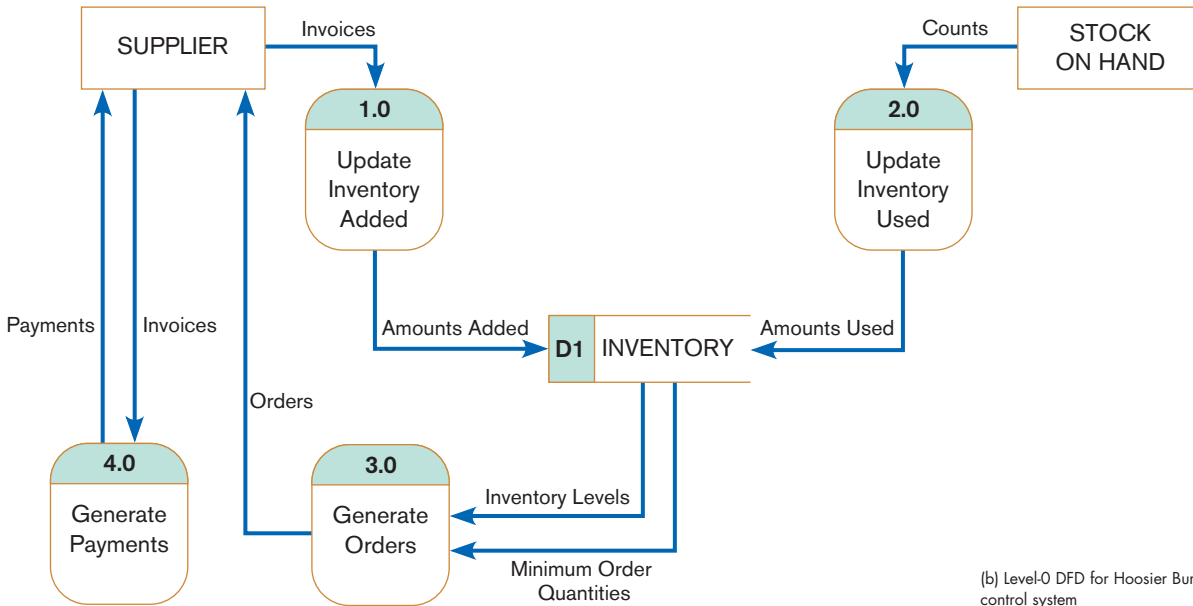 SUPPLIER
Invoices
Counts
STOCK
ON HAND
1.0
Update
Inventory
Added
2.0
Update
Inventory
Used
Payments
Invoices
Amounts Added
D1 INVENTORY
Amounts Used
Orders
4.0
Generate
Payments
3.0
Generate
Orders
Inventory Levels
Minimum Order
Quantities
(b) Level-0 DFD for Hoosier
control system